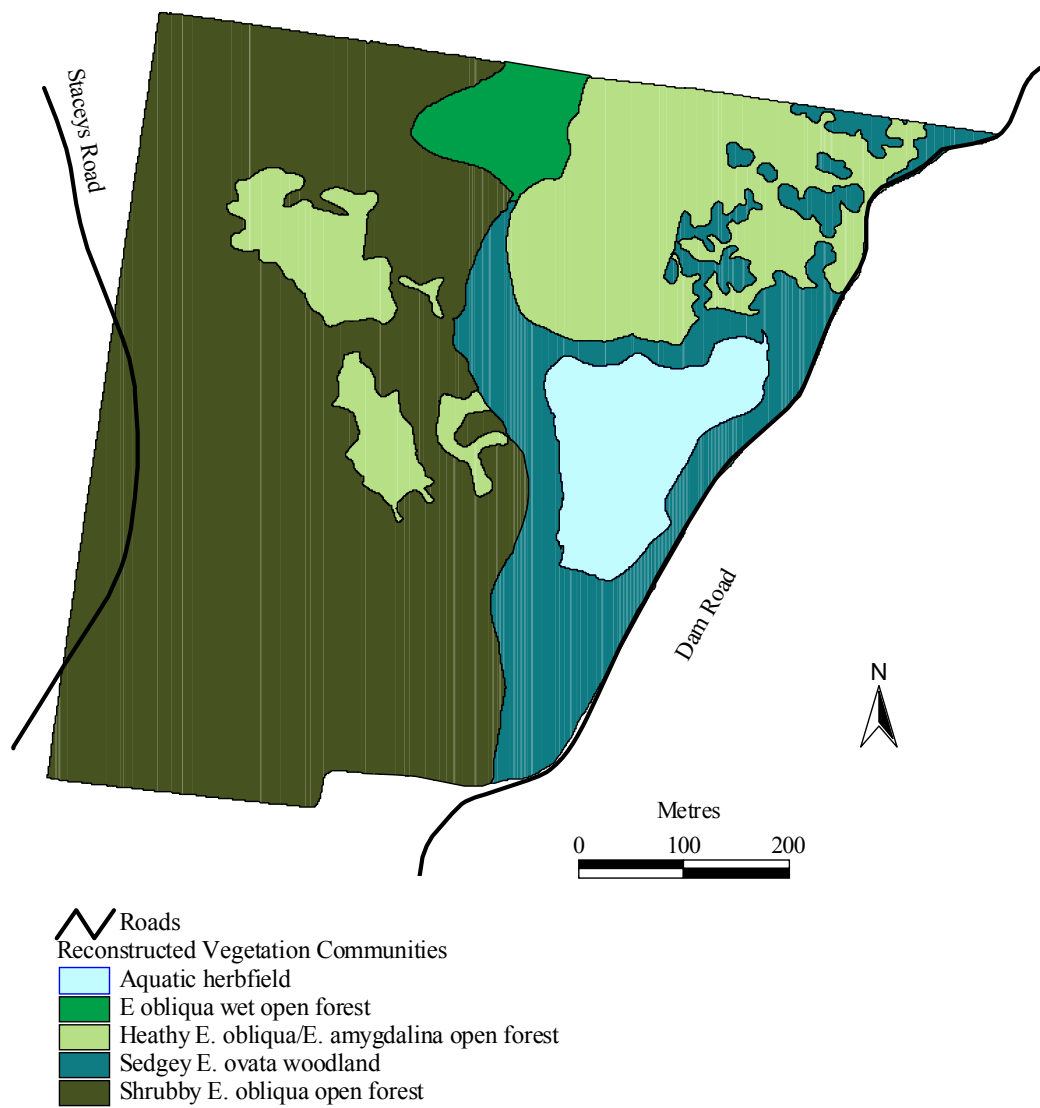 Staceys Road
Dam Road
N
Metres
0 100 200
Roads
Reconstructed Vegetation Communities
Aquatic herbfield
E obliqua wet open forest
Heathy E. obliqua/E. amygdalina open forest
Sedgey E. ovata woodland
Shrubby E. obliqua open forest